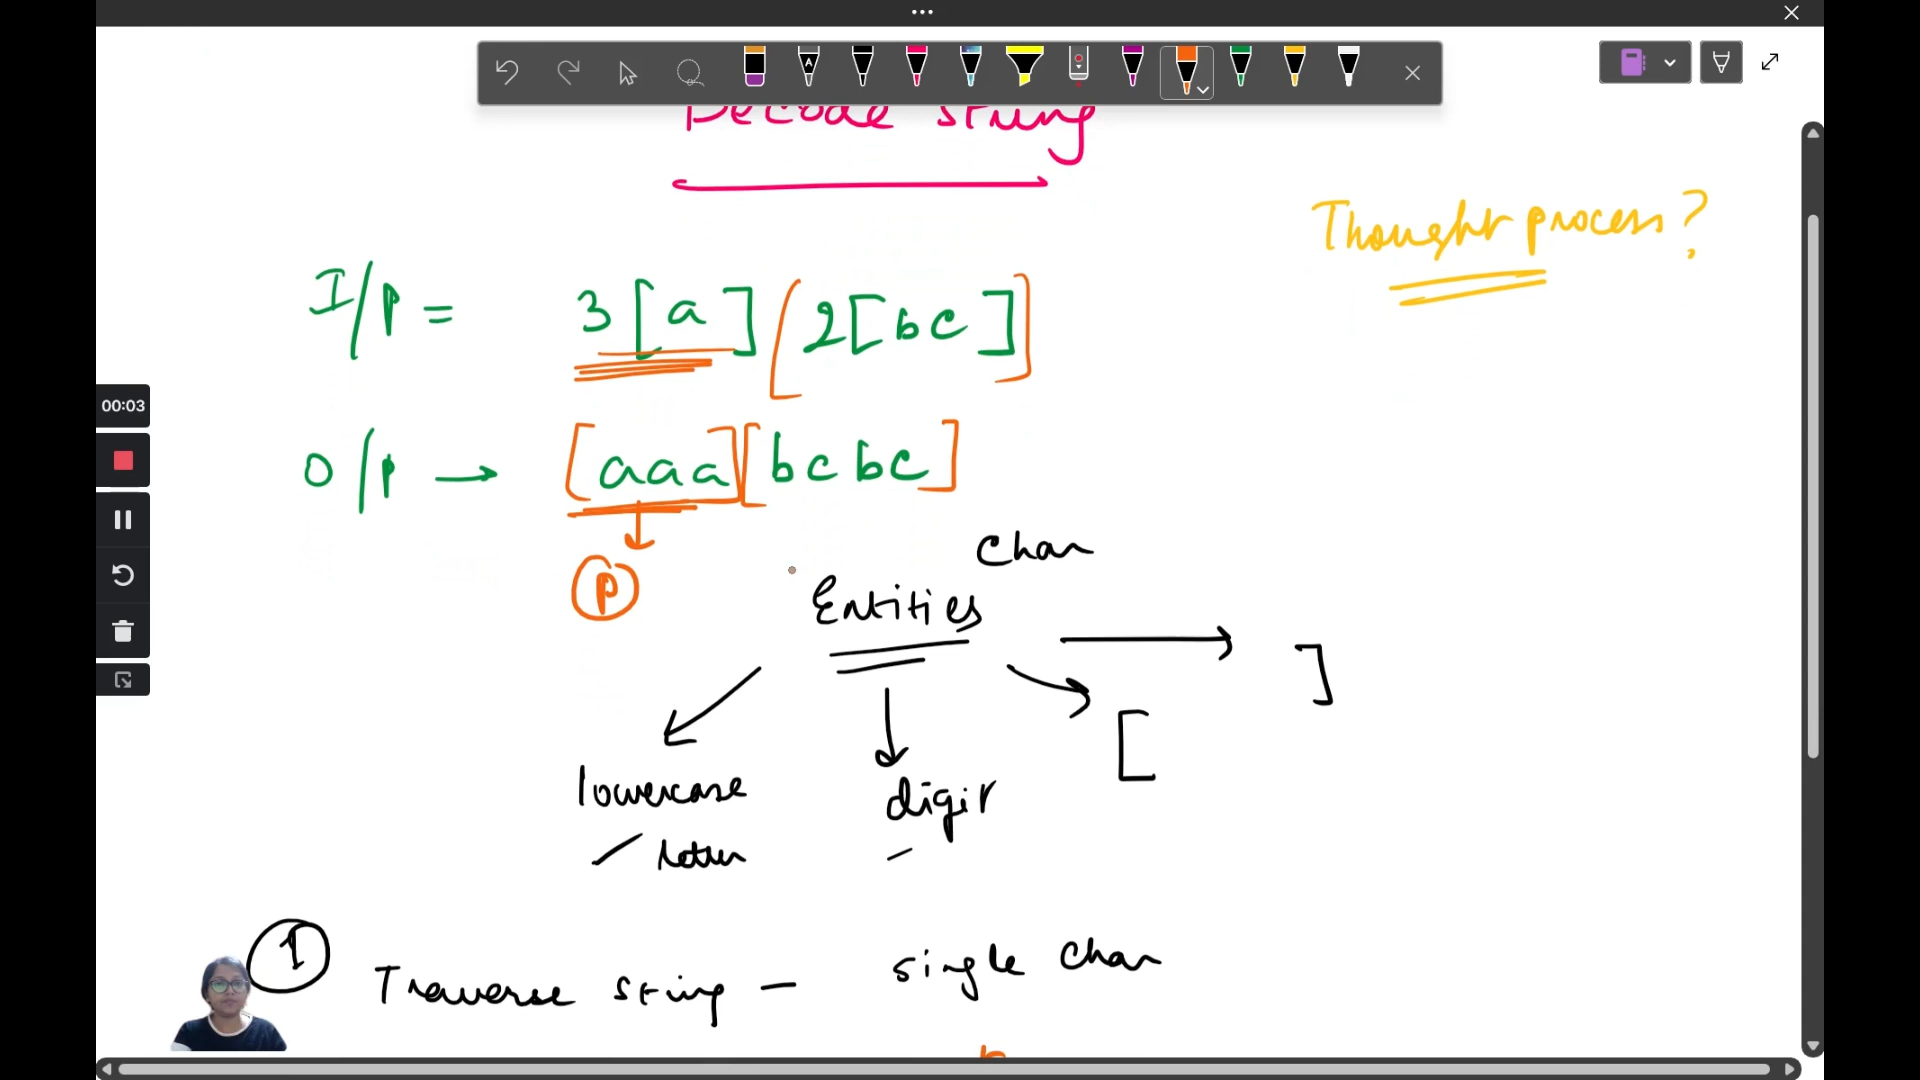 Decode string
Thought process?
I/p = 3[a] 2[bc]
00:03
O/p → [aaa][bcbc]
P
Char
Entities
]
[
lowercase digit
letter
1 Traverse string - single char